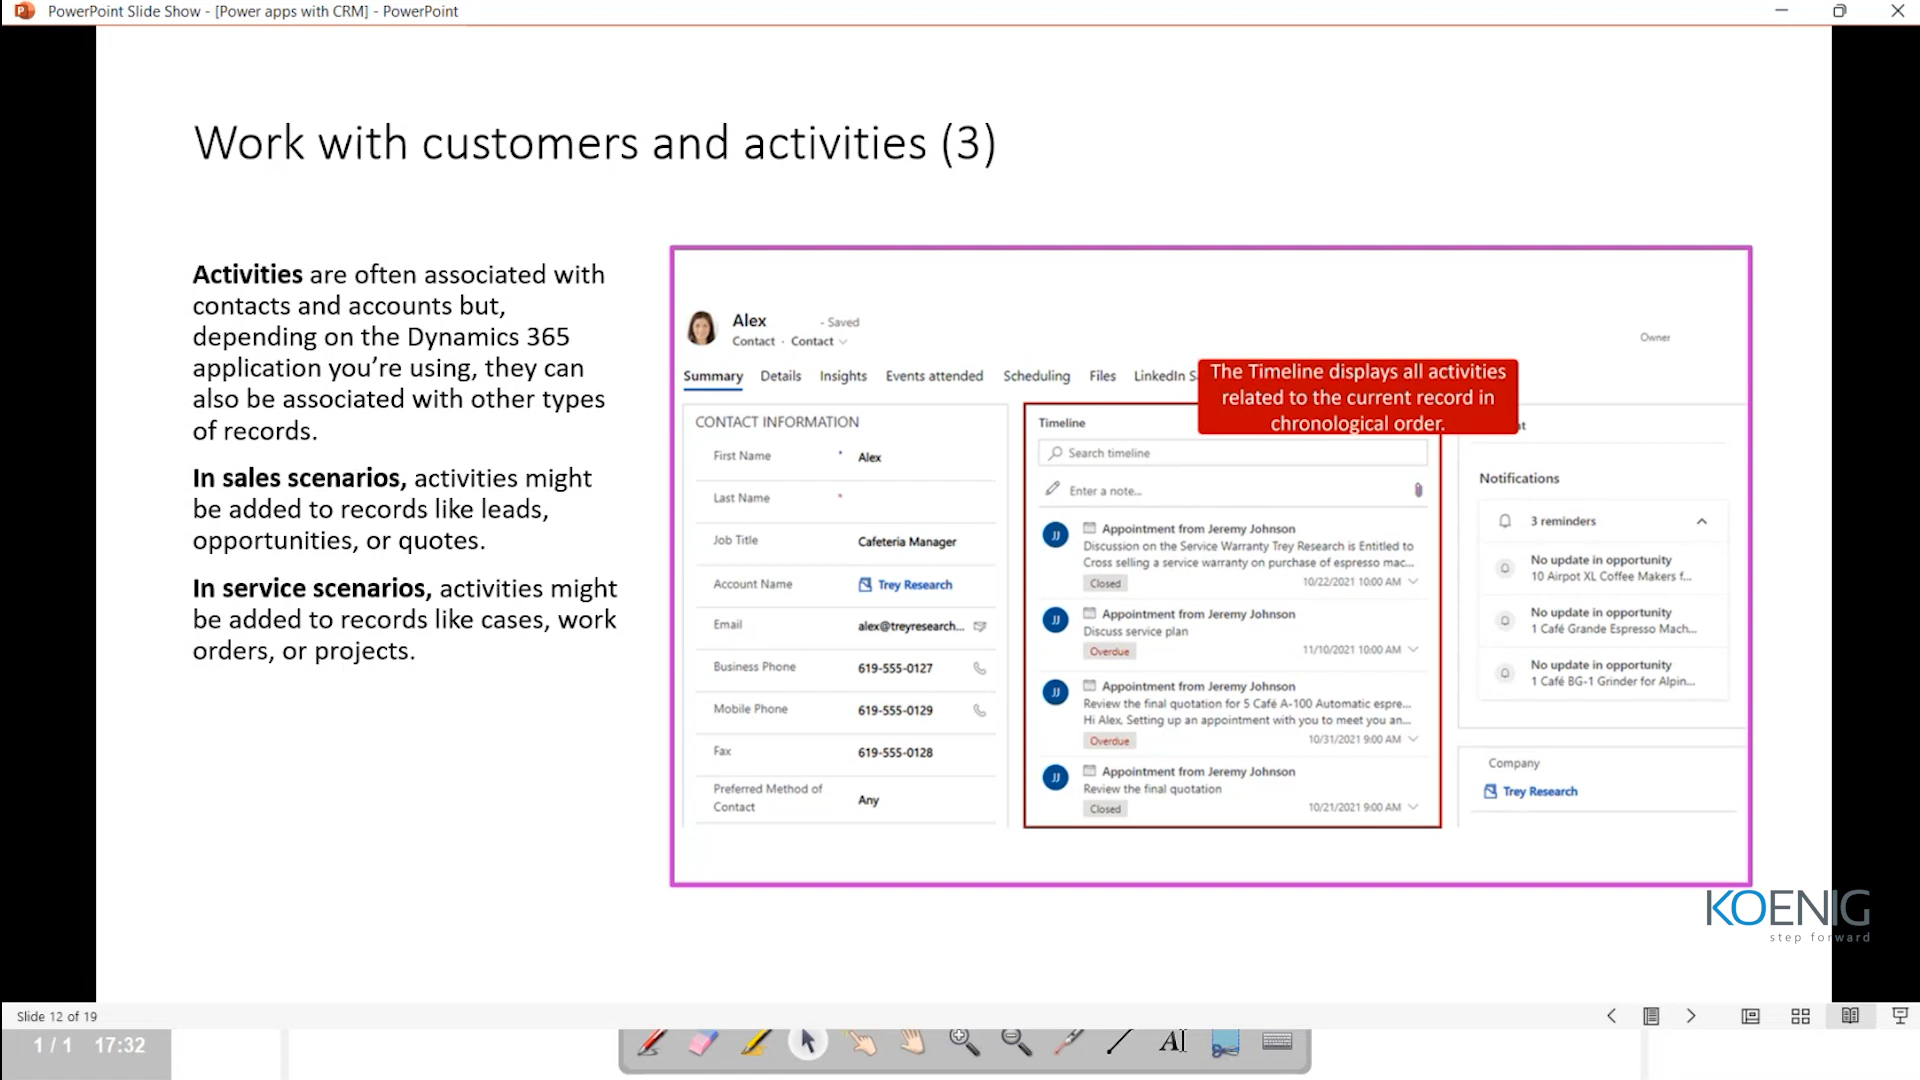 PowerPoint Slide Show - [Power apps with CRM] - PowerPoint
Work with customers and activities (3)
Activities are often associated with
contacts and accounts but,
depending on the Dynamics 365
application you’re using, they can
also be associated with other types
of records.
In sales scenarios, activities might
be added to records like leads,
opportunities, or quotes.
In service scenarios, activities might
be added to records like cases, work
orders, or projects.
Alex - Saved
Contact · Contact
Owner
Summary Details Insights Events attended Scheduling Files LinkedIn S
The Timeline displays all activities
related to the current record in
chronological order.
CONTACT INFORMATION
First Name * Alex
Last Name *
Job Title Cafeteria Manager
Account Name Trey Research
Email alex@treyresearch...
Business Phone 619-555-0127
Mobile Phone 619-555-0129
Fax 619-555-0128
Preferred Method of
Contact Any
Timeline
Search timeline
Enter a note...
JJ Appointment from Jeremy Johnson
Discussion on the Service Warranty Trey Research is Entitled to
Cross selling a service warranty on purchase of espresso mac...
Closed 10/22/2021 10:00 AM
JJ Appointment from Jeremy Johnson
Discuss service plan
Overdue 11/10/2021 10:00 AM
JJ Appointment from Jeremy Johnson
Review the final quotation for 5 Café A-100 Automatic espre...
Hi Alex, Setting up an appointment with you to meet you an...
Overdue 10/31/2021 9:00 AM
JJ Appointment from Jeremy Johnson
Review the final quotation
Closed 10/21/2021 9:00 AM
nt
Notifications
3 reminders
No update in opportunity
10 Airpot XL Coffee Makers f...
No update in opportunity
1 Café Grande Espresso Mach...
No update in opportunity
1 Café BG-1 Grinder for Alpin...
Company
Trey Research
KOENIG
step forward
Slide 12 of 19
1 / 1 17:32
AI